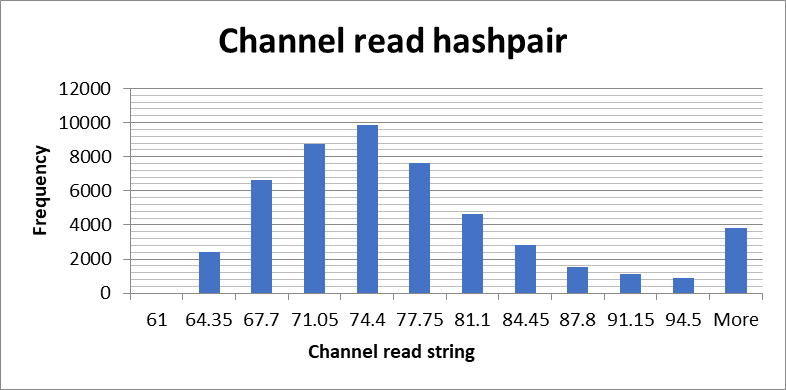 Channel read hashpair
12000
10000
8000
6000
4000
2000
0
Frequency
61 64.35 67.7 71.05 74.4 77.75 81.1 84.45 87.8 91.15 94.5 More
Channel read string